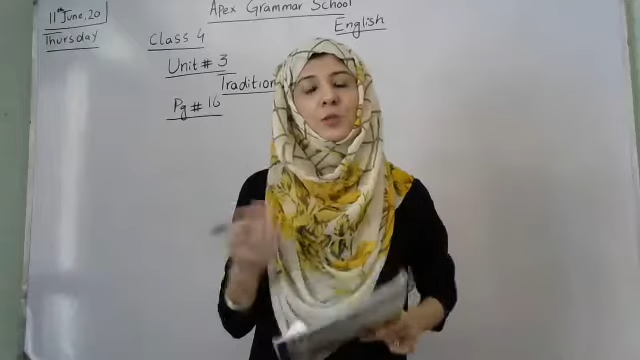 11th June, 20
Thursday
Apex Grammar School
English
Class 4
Unit # 3
Tradition
Pg # 16